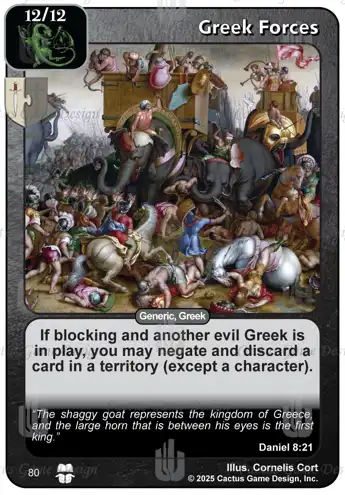 12/12
Greek Forces
Generic, Greek
If blocking and another evil Greek is
in play, you may negate and discard a
card in a territory (except a character).
"The shaggy goat represents the kingdom of Greece,
and the large horn that is between his eyes is the first
king."
Daniel 8:21
80
Illus. Cornelis Cort
© 2025 Cactus Game Design, Inc.